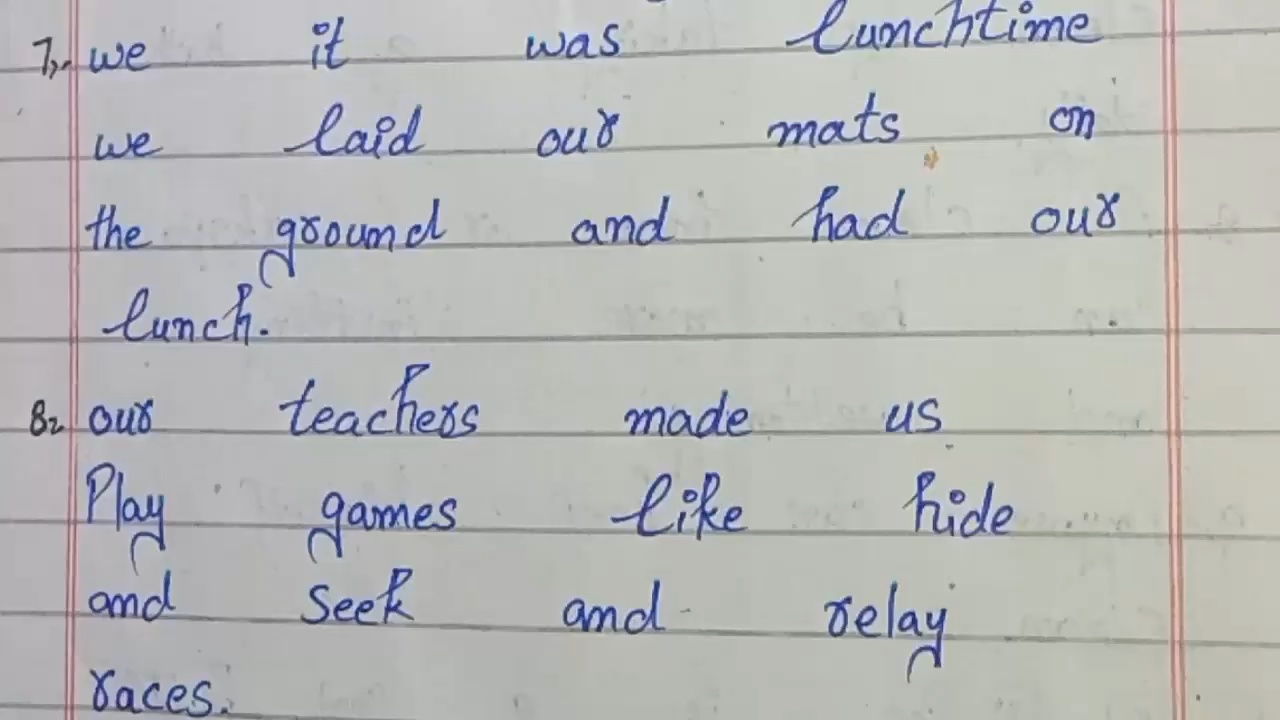 7. we it was lunchtime
we laid our mats on
the ground and had our
lunch.
8. our teachers made us
Play games like hide
and seek and relay
races.